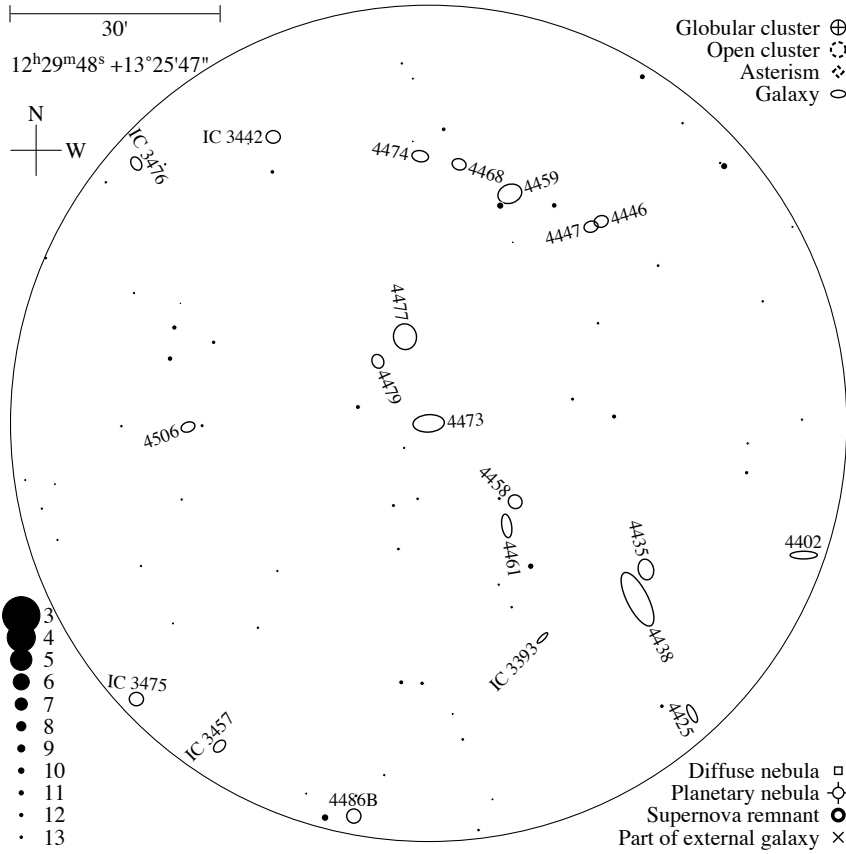 30'
12h29m48s +13°25'47"
N
W
Globular cluster
Open cluster
Asterism
Galaxy
IC 3442
IC 3476
4474
4468
4459
4446
4447
4477
4479
4473
4506
4458
4461
4435
4402
4438
IC 3393
4425
IC 3475
IC 3457
4486B
3
4
5
6
7
8
9
10
11
12
13
Diffuse nebula
Planetary nebula
Supernova remnant
Part of external galaxy